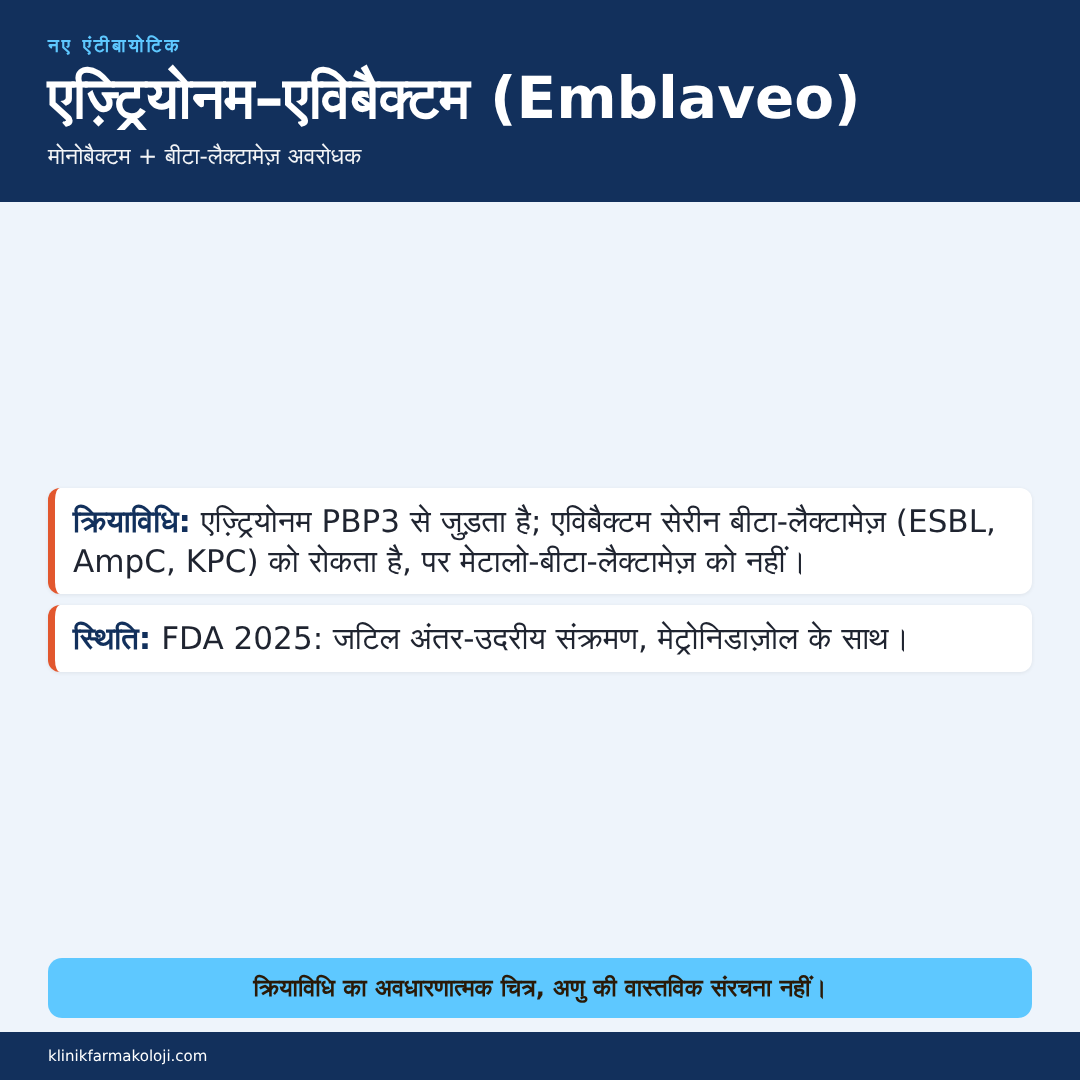 नए एंटीबायोटिक
एज़्ट्रियोनम–एविबैक्टम (Emblaveo)
मोनोबैक्टम + बीटा-लैक्टामेज़ अवरोधक
क्रियाविधि: एज़्ट्रियोनम PBP3 से जुड़ता है; एविबैक्टम सेरीन बीटा-लैक्टामेज़ (ESBL,
AmpC, KPC) को रोकता है, पर मेटालो-बीटा-लैक्टामेज़ को नहीं।
स्थिति: FDA 2025: जटिल अंतर-उदरीय संक्रमण, मेट्रोनिडाज़ोल के साथ।
क्रियाविधि का अवधारणात्मक चित्र, अणु की वास्तविक संरचना नहीं।
klinikfarmakoloji.com